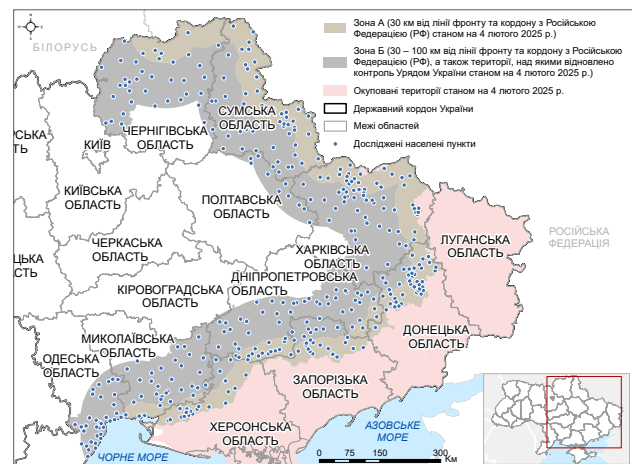 Зона А (30 км від лінії фронту та кордону з Російською
Федерацією (РФ) станом на 4 лютого 2025 р.)
Зона Б (30 – 100 км від лінії фронту та кордону з Російською
Федерацією (РФ), а також території, над якими відновлено
контроль Урядом України станом на 4 лютого 2025 р.)
Окуповані території станом на 4 лютого 2025 р.
Державний кордон України
Межі областей
Досліджені населені пункти
БІЛОРУСЬ
СУМСЬКА
ОБЛАСТЬ
ЧЕРНІГІВСЬКА
ОБЛАСТЬ
КИЇВ
КИЇВСЬКА
ОБЛАСТЬ
ПОЛТАВСЬКА
ОБЛАСТЬ
ЧЕРКАСЬКА
ОБЛАСТЬ
ХАРКІВСЬКА
ОБЛАСТЬ
ЛУГАНСЬКА
ОБЛАСТЬ
РОСІЙСЬКА
ФЕДЕРАЦІЯ
ДНІПРОПЕТРОВСЬКА
ОБЛАСТЬ
КІРОВОГРАДСЬКА
ОБЛАСТЬ
ДОНЕЦЬКА
ОБЛАСТЬ
МИКОЛАЇВСЬКА
ОБЛАСТЬ
ОДЕСЬКА
ОБЛАСТЬ
ЗАПОРІЗЬКА
ОБЛАСТЬ
ХЕРСОНСЬКА
ОБЛАСТЬ
АЗОВСЬКЕ
МОРЕ
ЧОРНЕ МОРЕ
0 75 150 300
Км